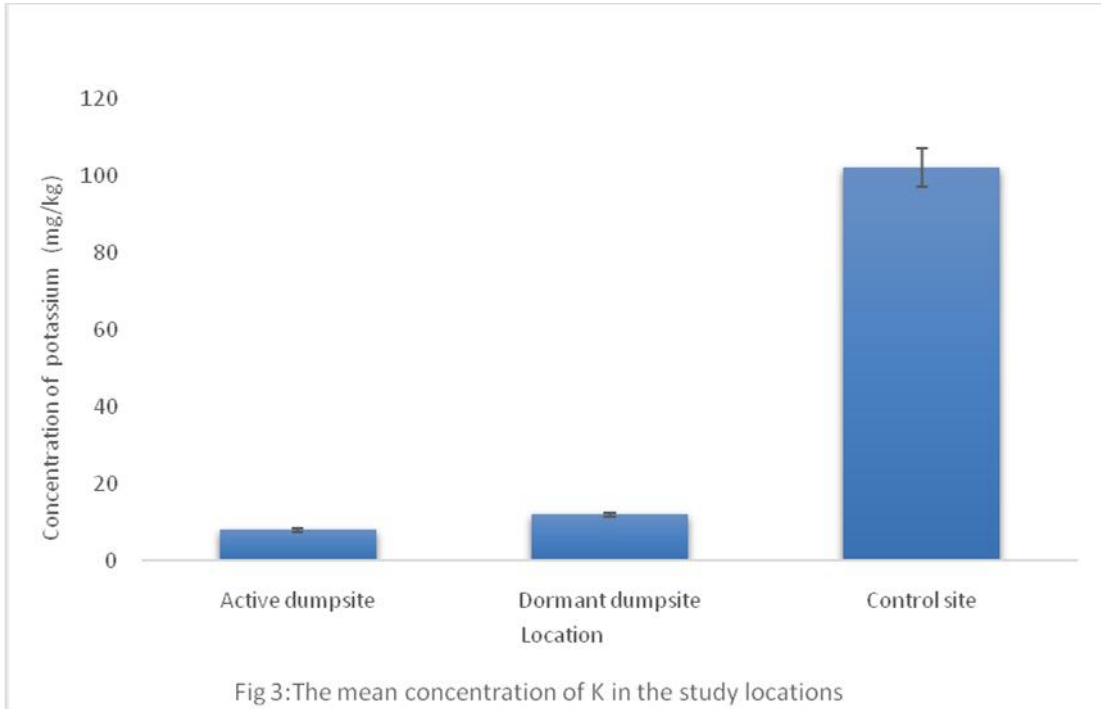 Concentration of potassium (mg/kg)
120
100
80
60
40
20
0
Active dumpsite
Dormant dumpsite
Control site
Location
Fig 3:The mean concentration of K in the study locations